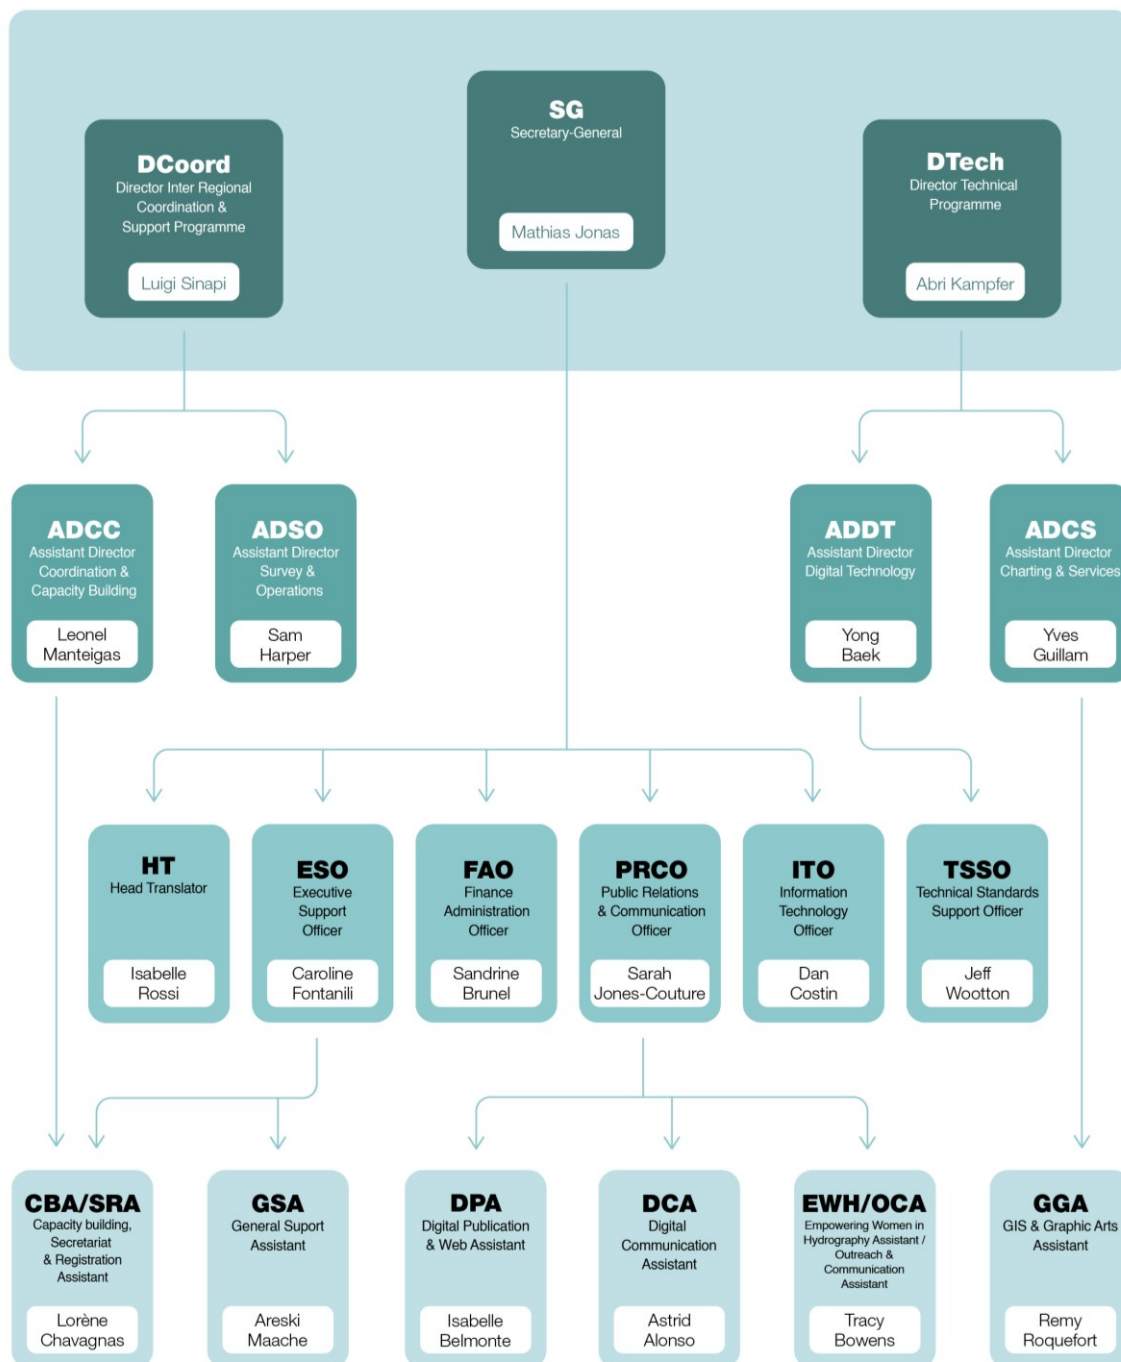 SG
Secretary-General
Mathias Jonas
DCoord
Director Inter Regional
Coordination &
Support Programme
Luigi Sinapi
DTech
Director Technical
Programme
Abri Kampfer
ADCC
Assistant Director
Coordination &
Capacity Building
Leonel
Manteigas
ADSO
Assistant Director
Survey &
Operations
Sam
Harper
ADDT
Assistant Director
Digital Technology
Yong
Baek
ADCS
Assistant Director
Charting & Services
Yves
Guillam
HT
Head Translator
Isabelle
Rossi
ESO
Executive
Support
Officer
Caroline
Fontanili
FAO
Finance
Administration
Officer
Sandrine
Brunel
PRCO
Public Relations
& Communication
Officer
Sarah
Jones-Couture
ITO
Information
Technology
Officer
Dan
Costin
TSSO
Technical Standards
Support Officer
Jeff
Wootton
CBA/SRA
Capacity building,
Secretariat
& Registration
Assistant
Lorène
Chavagnas
GSA
General Suport
Assistant
Areski
Maache
DPA
Digital Publication
& Web Assistant
Isabelle
Belmonte
DCA
Digital
Communication
Assistant
Astrid
Alonso
EWH/OCA
Empowering Women in
Hydrography Assistant /
Outreach &
Communication
Assistant
Tracy
Bowens
GGA
GIS & Graphic Arts
Assistant
Remy
Roquefort